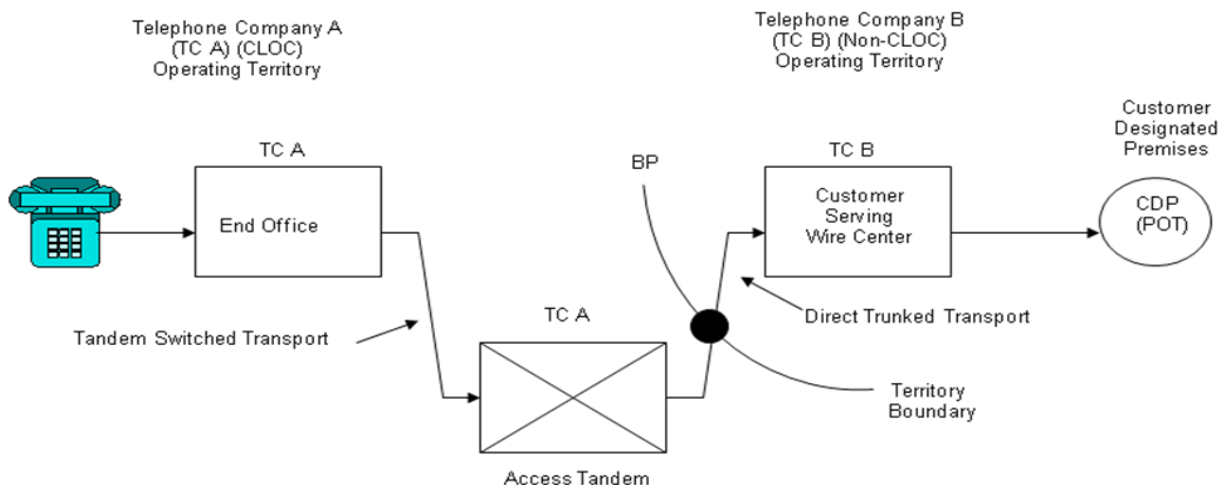 Telephone Company A
(TC A) (CLOC)
Operating Territory
Telephone Company B
(TC B) (Non-CLOC)
Operating Territory
Customer
Designated
Premises
TC A
BP
TC B
End Office
Customer
Serving
Wire Center
CDP
(POT)
Tandem Switched Transport
TC A
Direct Trunked Transport
Territory
Boundary
Access Tandem